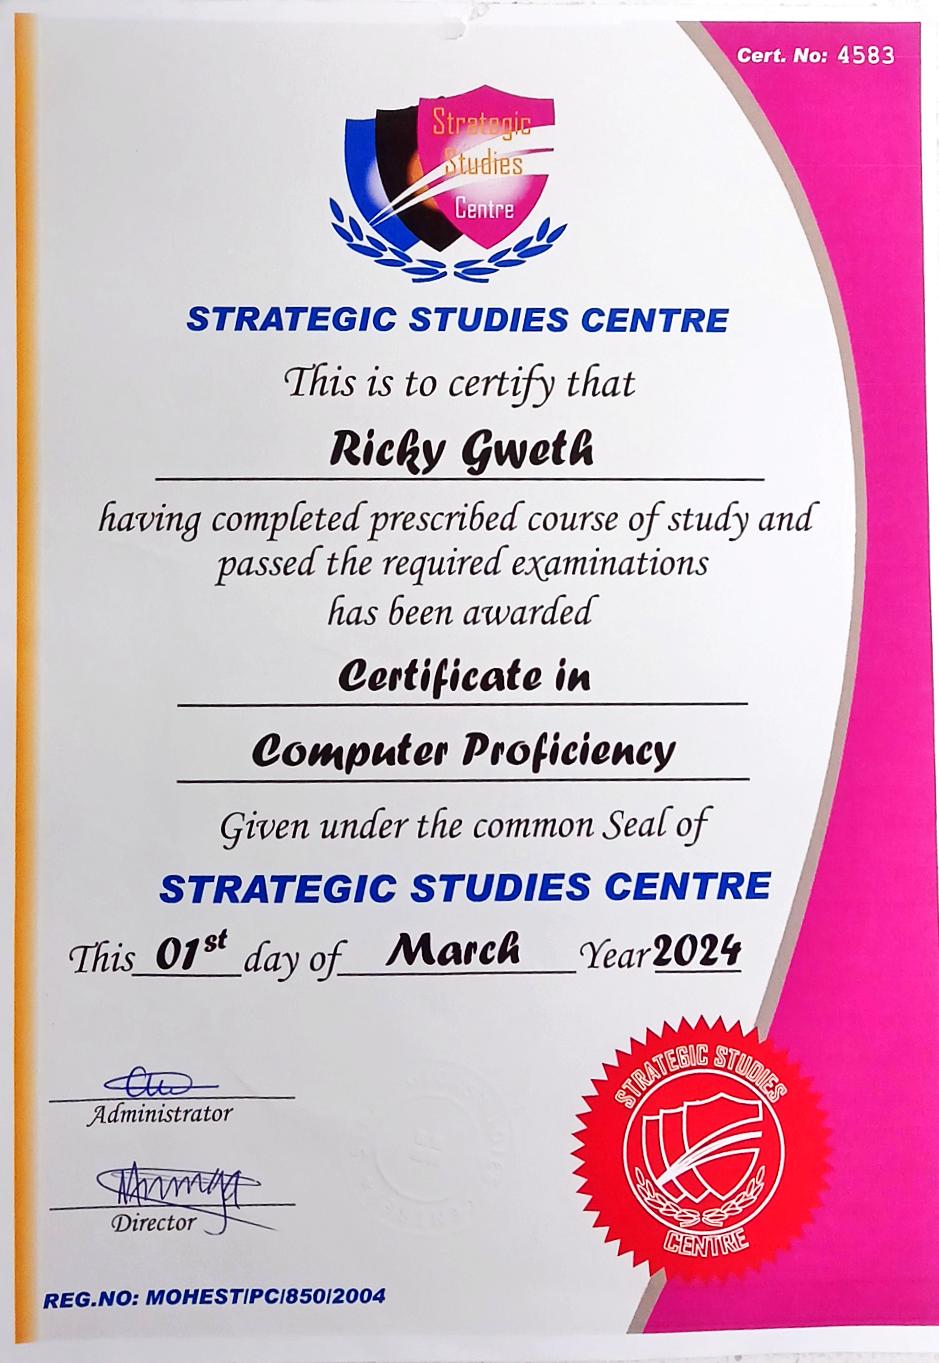 Cert. No: 4583
Strategic
Studies
Centre
STRATEGIC STUDIES CENTRE
This is to certify that
Ricky Gweth
having completed prescribed course of study and
passed the required examinations
has been awarded
Certificate in
Computer Proficiency
Given under the common Seal of
STRATEGIC STUDIES CENTRE
This 01st day of March Year 2024
Administrator
Director
STRATEGIC STUDIES
CENTRE
REG.NO: MOHEST/PC/850/2004